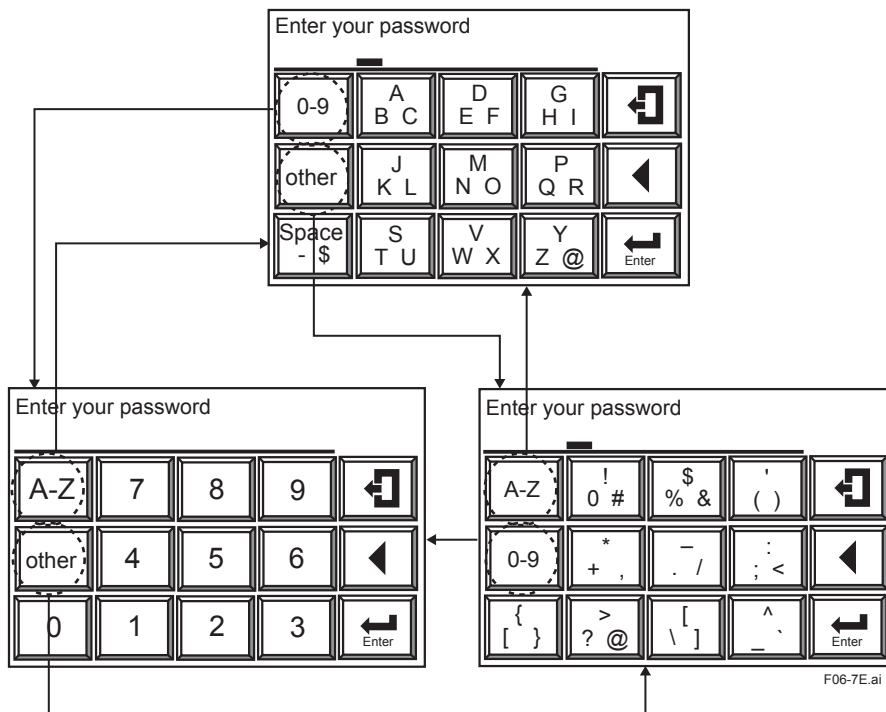 Enter your password
0-9
A
B C
D
E F
G
H I
other
J
K L
M
N O
P
Q R
Space
- $
S
T U
V
W X
Y
Z @
Enter
Enter your password
A-Z
7
8
9
other
4
5
6
0
1
2
3
Enter
Enter your password
A-Z
!
0 #
$
% &
'
( )
0-9
*
+ ,
–
. /
:
; <
{
[ }
>
? @
[
\ ]
^
_ `
Enter
F06-7E.ai